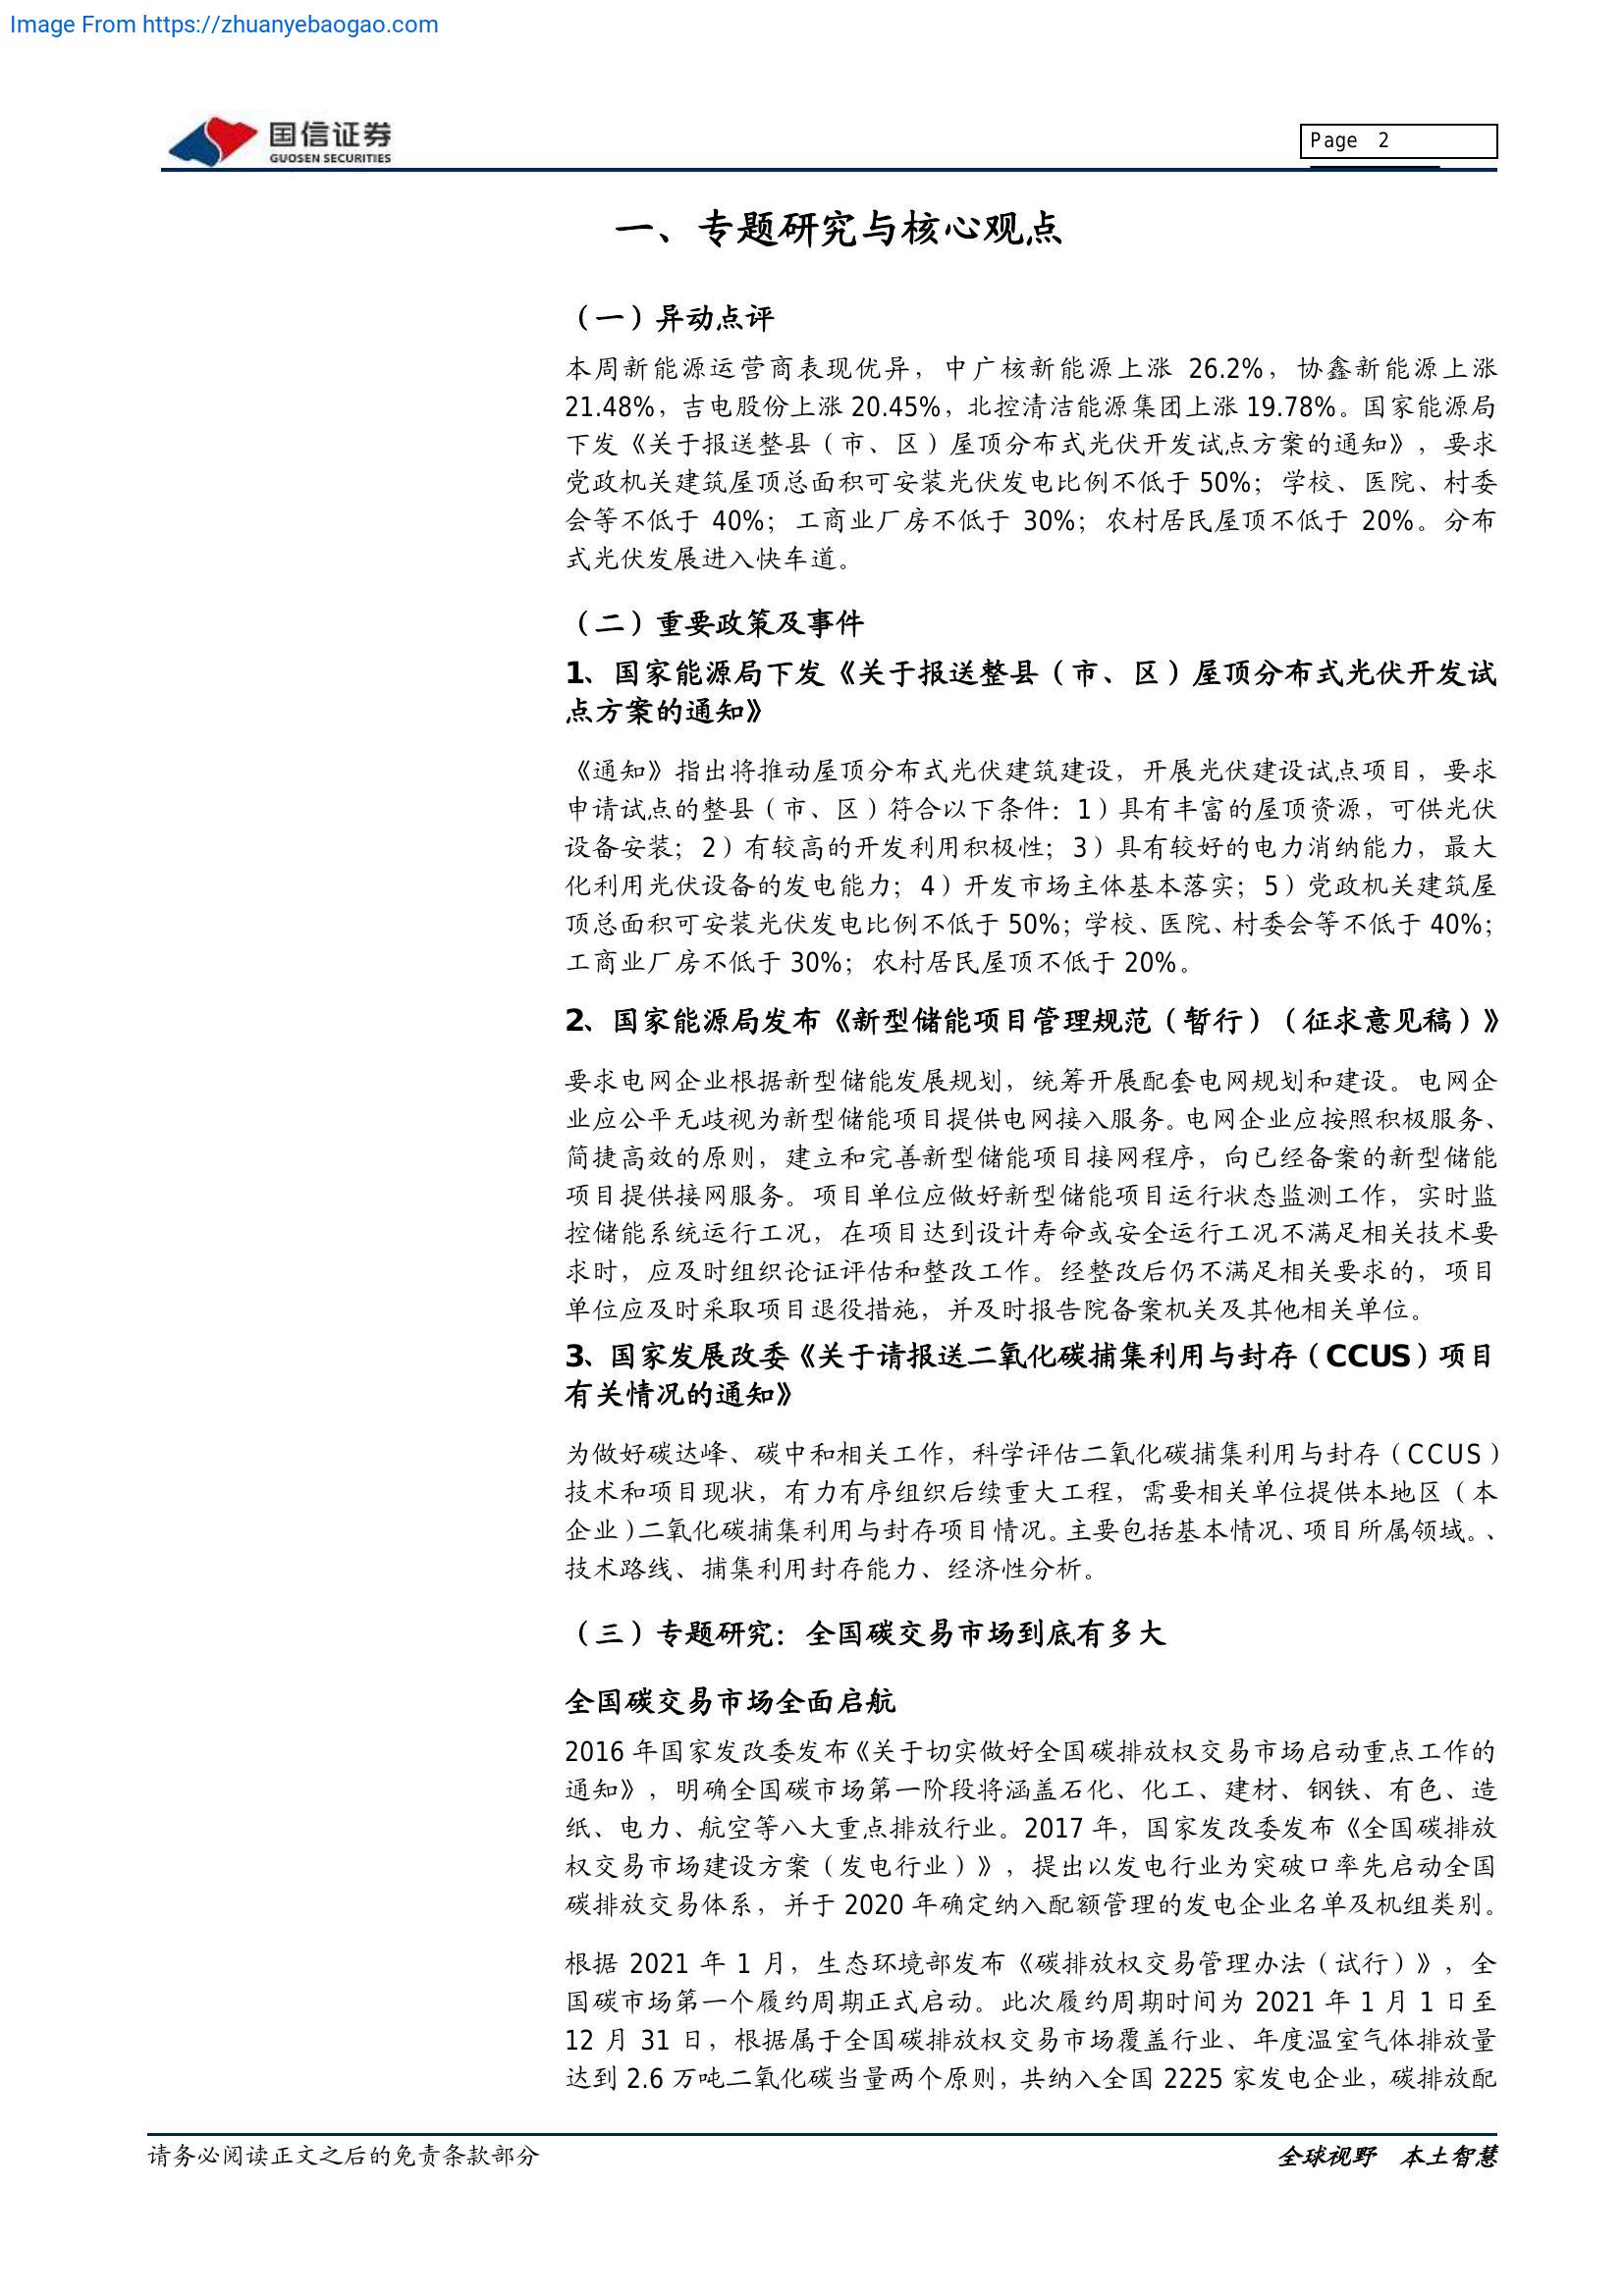 Image From https://zhuanyebaogao.com
国信证券
GUOSEN SECURITIES
Page 2
一、专题研究与核心观点
（一）异动点评
本周新能源运营商表现优异，中广核新能源上涨 26.2%，协鑫新能源上涨
21.48%，吉电股份上涨 20.45%，北控清洁能源集团上涨 19.78%。国家能源局
下发《关于报送整县（市、区）屋顶分布式光伏开发试点方案的通知》，要求
党政机关建筑屋顶总面积可安装光伏发电比例不低于 50%；学校、医院、村委
会等不低于 40%；工商业厂房不低于 30%；农村居民屋顶不低于 20%。分布
式光伏发展进入快车道。
（二）重要政策及事件
1、国家能源局下发《关于报送整县（市、区）屋顶分布式光伏开发试
点方案的通知》
《通知》指出将推动屋顶分布式光伏建筑建设，开展光伏建设试点项目，要求
申请试点的整县（市、区）符合以下条件：1）具有丰富的屋顶资源，可供光伏
设备安装；2）有较高的开发利用积极性；3）具有较好的电力消纳能力，最大
化利用光伏设备的发电能力；4）开发市场主体基本落实；5）党政机关建筑屋
顶总面积可安装光伏发电比例不低于 50%；学校、医院、村委会等不低于 40%；
工商业厂房不低于 30%；农村居民屋顶不低于 20%。
2、国家能源局发布《新型储能项目管理规范（暂行）（征求意见稿）》
要求电网企业根据新型储能发展规划，统筹开展配套电网规划和建设。电网企
业应公平无歧视为新型储能项目提供电网接入服务。电网企业应按照积极服务、
简捷高效的原则，建立和完善新型储能项目接网程序，向已经备案的新型储能
项目提供接网服务。项目单位应做好新型储能项目运行状态监测工作，实时监
控储能系统运行工况，在项目达到设计寿命或安全运行工况不满足相关技术要
求时，应及时组织论证评估和整改工作。经整改后仍不满足相关要求的，项目
单位应及时采取项目退役措施，并及时报告院备案机关及其他相关单位。
3、国家发展改委《关于请报送二氧化碳捕集利用与封存（CCUS）项目
有关情况的通知》
为做好碳达峰、碳中和相关工作，科学评估二氧化碳捕集利用与封存（CCUS）
技术和项目现状，有力有序组织后续重大工程，需要相关单位提供本地区（本
企业）二氧化碳捕集利用与封存项目情况。主要包括基本情况、项目所属领域。、
技术路线、捕集利用封存能力、经济性分析。
（三）专题研究：全国碳交易市场到底有多大
全国碳交易市场全面启航
2016 年国家发改委发布《关于切实做好全国碳排放权交易市场启动重点工作的
通知》，明确全国碳市场第一阶段将涵盖石化、化工、建材、钢铁、有色、造
纸、电力、航空等八大重点排放行业。2017 年，国家发改委发布《全国碳排放
权交易市场建设方案（发电行业）》，提出以发电行业为突破口率先启动全国
碳排放交易体系，并于 2020 年确定纳入配额管理的发电企业名单及机组类别。
根据 2021 年 1 月，生态环境部发布《碳排放权交易管理办法（试行）》，全
国碳市场第一个履约周期正式启动。此次履约周期时间为 2021 年 1 月 1 日至
12 月 31 日，根据属于全国碳排放权交易市场覆盖行业、年度温室气体排放量
达到 2.6 万吨二氧化碳当量两个原则，共纳入全国 2225 家发电企业，碳排放配
请务必阅读正文之后的免责条款部分
全球视野 本土智慧